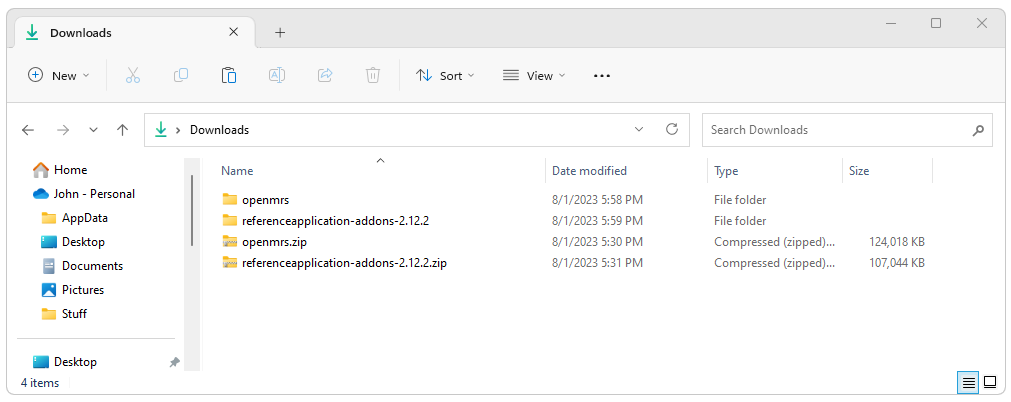 Downloads
New
Sort
View
Downloads
Search Downloads
Home
John - Personal
AppData
Desktop
Documents
Pictures
Stuff
Desktop
Name Date modified Type Size
openmrs 8/1/2023 5:58 PM File folder
referenceapplication-addons-2.12.2 8/1/2023 5:59 PM File folder
openmrs.zip 8/1/2023 5:30 PM Compressed (zipped)... 124,018 KB
referenceapplication-addons-2.12.2.zip 8/1/2023 5:31 PM Compressed (zipped)... 107,044 KB
4 items